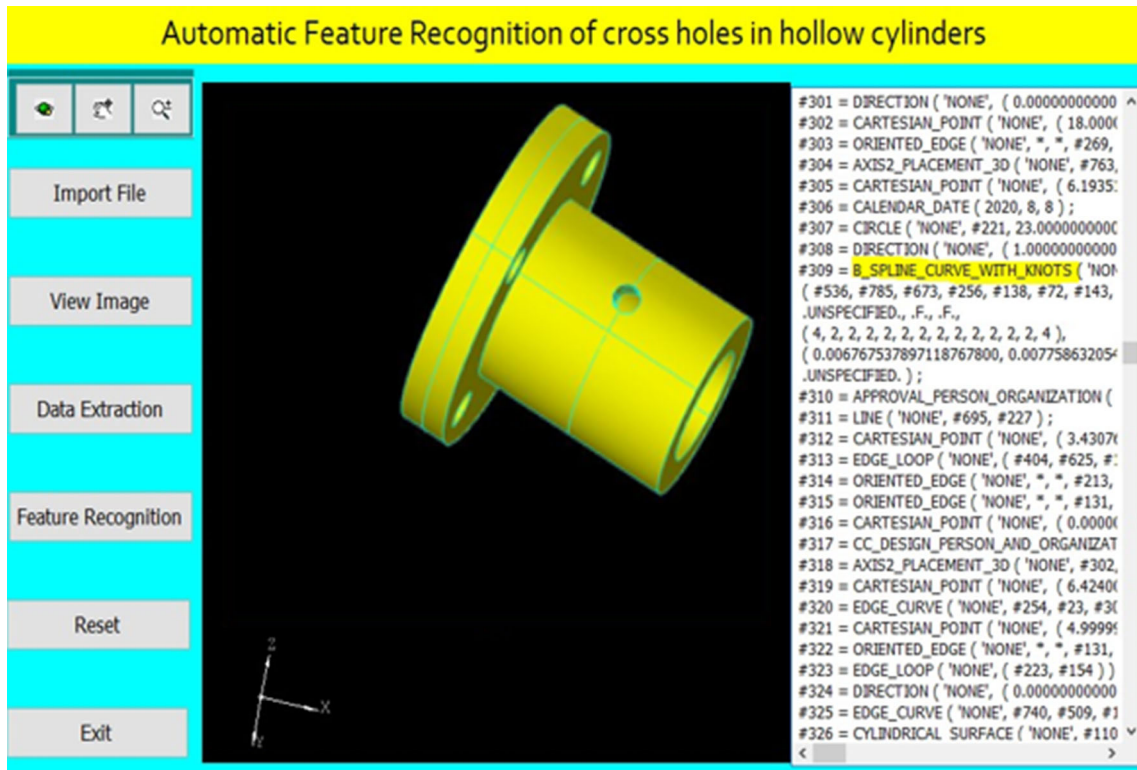 Automatic Feature Recognition of cross holes in hollow cylinders
Import File
View Image
Data Extraction
Feature Recognition
Reset
Exit
Z
X
Y
#301 = DIRECTION ( 'NONE', ( 0.00000000000
#302 = CARTESIAN_POINT ( 'NONE', ( 18.000
#303 = ORIENTED_EDGE ( 'NONE', *, *, #269,
#304 = AXIS2_PLACEMENT_3D ( 'NONE', #763,
#305 = CARTESIAN_POINT ( 'NONE', ( 6.1935
#306 = CALENDAR_DATE ( 2020, 8, 8 ) ;
#307 = CIRCLE ( 'NONE', #221, 23.0000000000
#308 = DIRECTION ( 'NONE', ( 1.00000000000
#309 = B_SPLINE_CURVE_WITH_KNOTS ( 'NON
( #536, #785, #673, #256, #138, #72, #143,
.UNSPECIFIED., .F., .F.,
( 4, 2, 2, 2, 2, 2, 2, 2, 2, 2, 2, 2, 2, 4 ),
( 0.006767537897118767800, 0.007758632054
.UNSPECIFIED. ) ;
#310 = APPROVAL_PERSON_ORGANIZATION (
#311 = LINE ( 'NONE', #695, #227 ) ;
#312 = CARTESIAN_POINT ( 'NONE', ( 3.4307
#313 = EDGE_LOOP ( 'NONE', ( #404, #625, #
#314 = ORIENTED_EDGE ( 'NONE', *, *, #213,
#315 = ORIENTED_EDGE ( 'NONE', *, *, #131,
#316 = CARTESIAN_POINT ( 'NONE', ( 0.0000
#317 = CC_DESIGN_PERSON_AND_ORGANIZAT
#318 = AXIS2_PLACEMENT_3D ( 'NONE', #302,
#319 = CARTESIAN_POINT ( 'NONE', ( 6.4240
#320 = EDGE_CURVE ( 'NONE', #254, #23, #3
#321 = CARTESIAN_POINT ( 'NONE', ( 4.9999
#322 = ORIENTED_EDGE ( 'NONE', *, *, #131,
#323 = EDGE_LOOP ( 'NONE', ( #223, #154 ) )
#324 = DIRECTION ( 'NONE', ( 0.00000000000
#325 = EDGE_CURVE ( 'NONE', #740, #509, #1
#326 = CYLINDRICAL_SURFACE ( 'NONE', #110